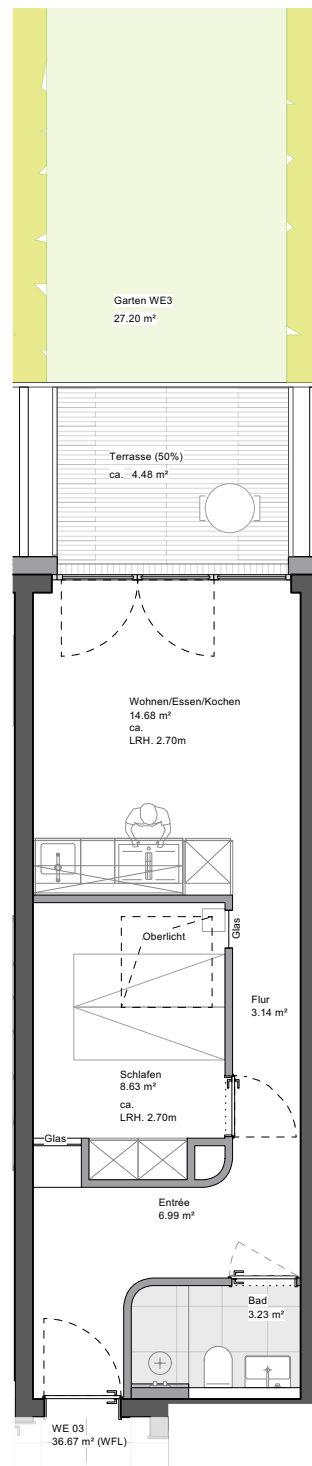 Garten WE3
27.20 m²
Terrasse (50%)
ca. 4.48 m²
Wohnen/Essen/Kochen
14.68 m²
ca.
LRH. 2.70m
Oberlicht
Glas
Flur
3.14 m²
Schlafen
8.63 m²
ca.
LRH. 2.70m
Glas
Entrée
6.99 m²
Bad
3.23 m²
WE 03
36.67 m² (WFL)